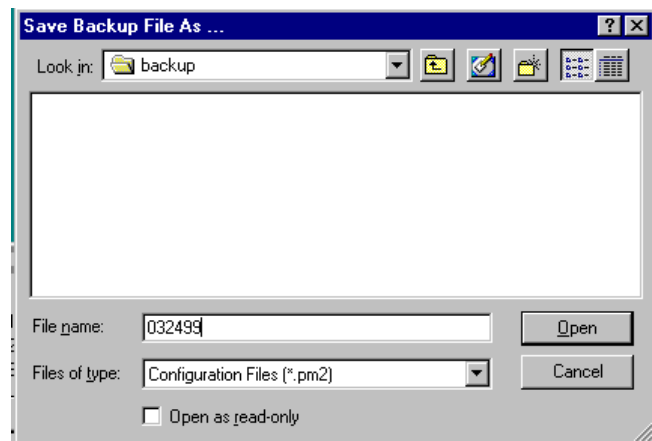 Save Backup File As ...
Look in: backup
File name: 032499
Open
Files of type: Configuration Files (*.pm2)
Cancel
Open as read-only